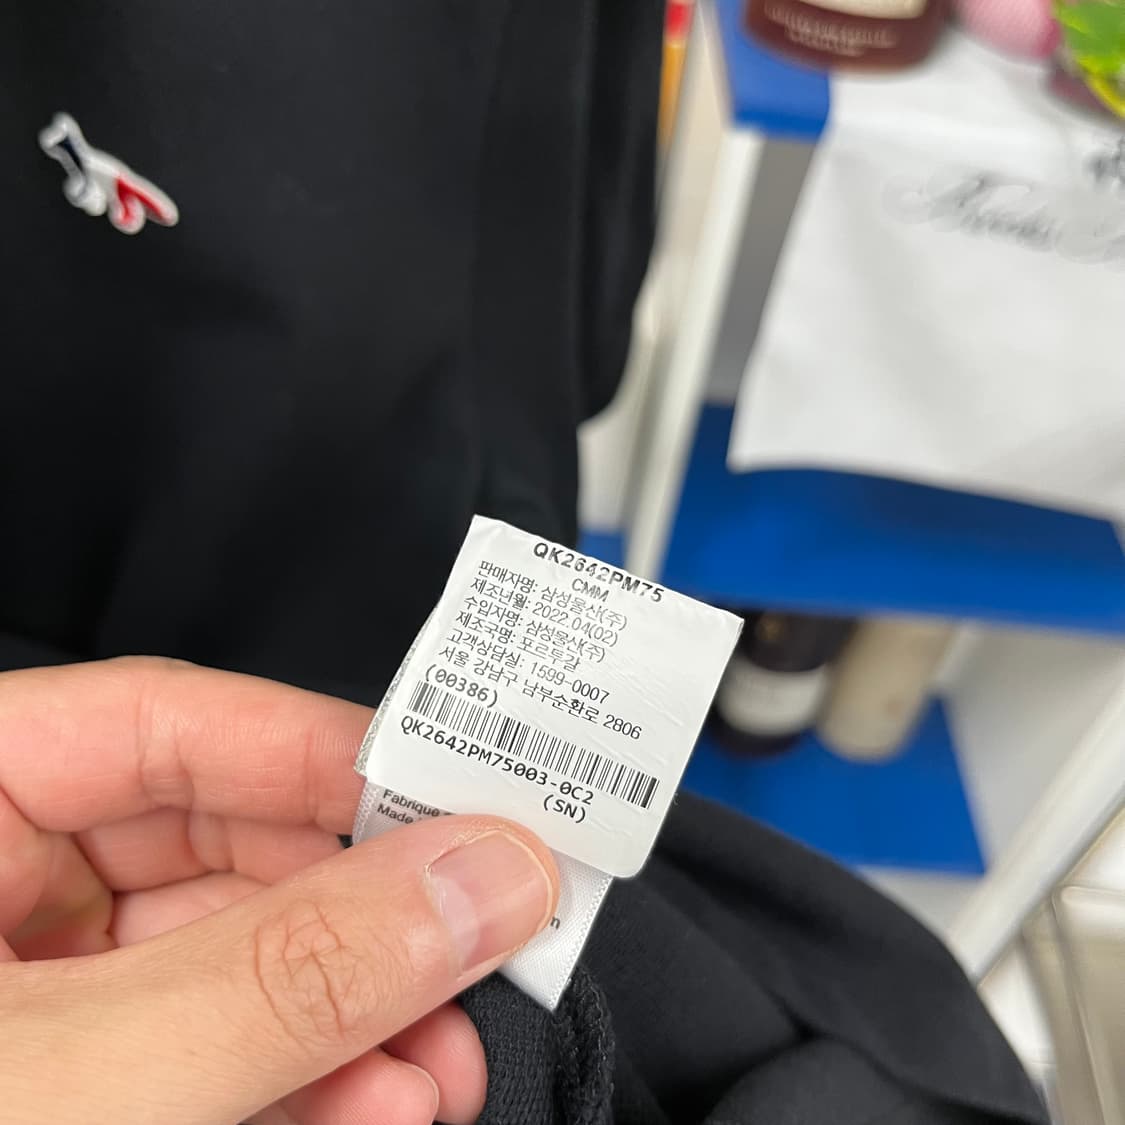 QK2642PM75
CMM
판매자명: 삼성물산(주)
제조년월: 2022.04(02)
수입자명: 삼성물산(주)
제조국명: 포르투갈
고객상담실: 1599-0007
서울 강남구 남부순환로 2806
(00386)
QK2642PM75003-0C2
(SN)
Fabriqué
Made